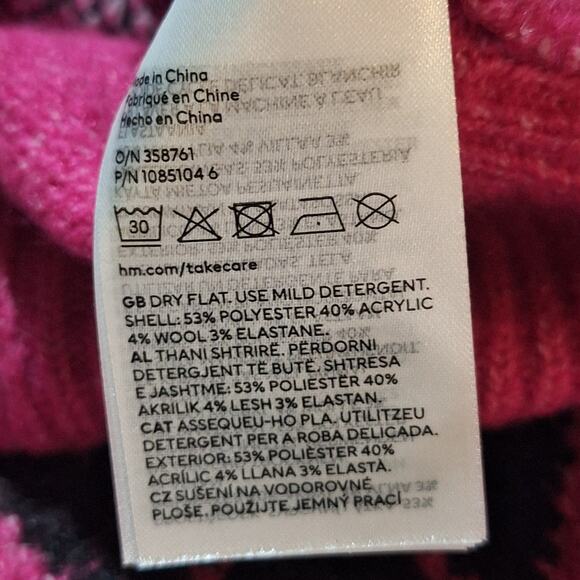 Made in China
Fabriqué en Chine
Hecho en China
O/N 358761
P/N 1085104 6
30
hm.com/takecare
GB DRY FLAT. USE MILD DETERGENT.
SHELL: 53% POLYESTER 40% ACRYLIC
4% WOOL 3% ELASTANE.
AL THANI SHTRIRË. PËRDORNI
DETERGJENT TË BUTË. SHTRESA
E JASHTME: 53% POLIESTËR 40%
AKRILIK 4% LESH 3% ELASTAN.
CAT ASSEQUEU-HO PLA. UTILITZEU
DETERGENT PER A ROBA DELICADA.
EXTERIOR: 53% POLIÈSTER 40%
ACRÍLIC 4% LLANA 3% ELASTÀ.
CZ SUŠENÍ NA VODOROVNÉ
PLOŠE. POUŽIJTE JEMNÝ PRACÍ